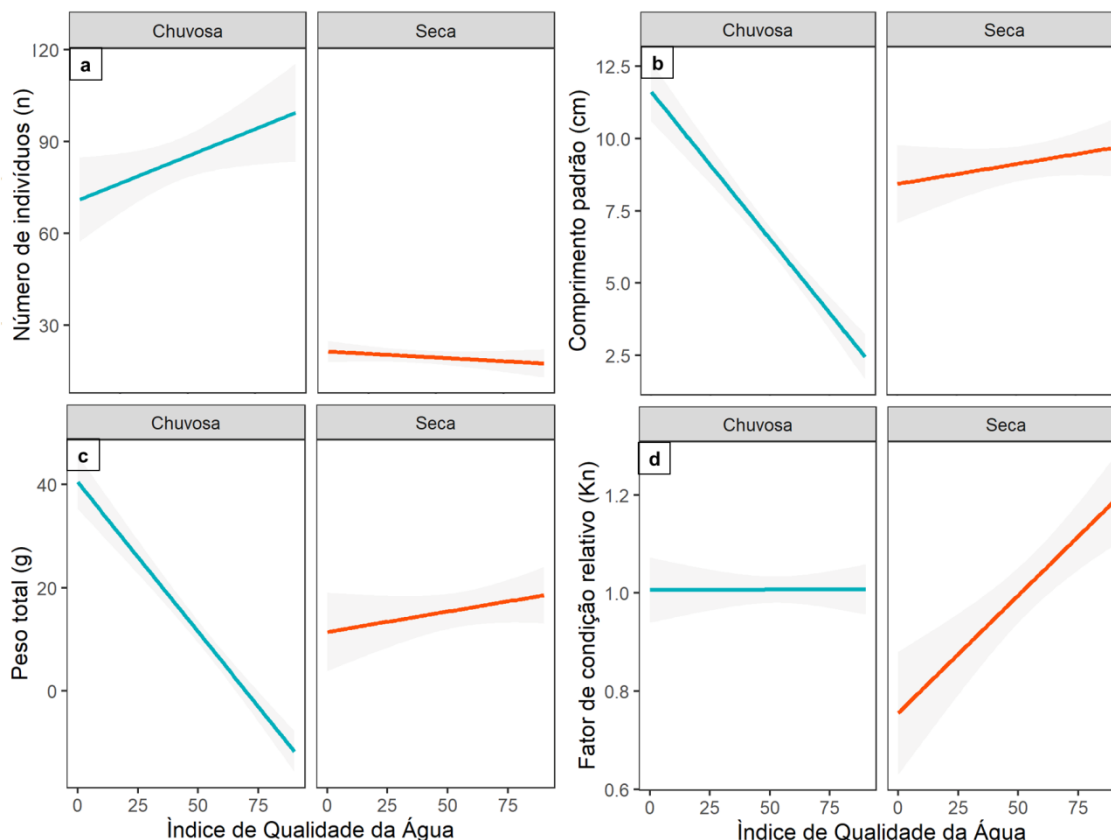 Chuvosa
Seca
a
Número de indivíduos (n)
120
90
60
30
Chuvosa
Seca
b
Comprimento padrão (cm)
12.5
10.0
7.5
5.0
2.5
Chuvosa
Seca
c
Peso total (g)
40
20
0
0
25
50
75
0
25
50
75
Ìndice de Qualidade da Água
Chuvosa
Seca
d
Fator de condição relativo (Kn)
1.2
1.0
0.8
0.6
0
25
50
75
0
25
50
75
Ìndice de Qualidade da Água